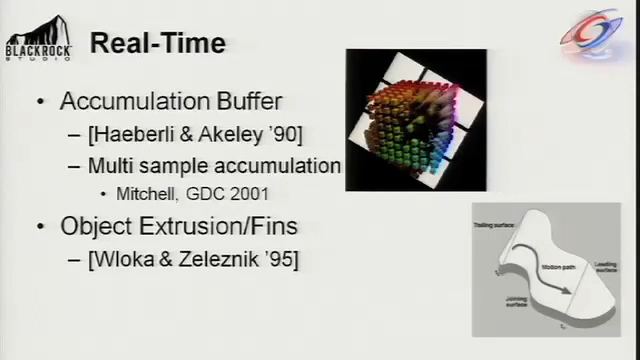 BLACKROCK
STUDIO
Real-Time
• Accumulation Buffer
– [Haeberli & Akeley '90]
– Multi sample accumulation
• Mitchell, GDC 2001
• Object Extrusion/Fins
– [Wloka & Zeleznik '95]
Trailing surface
Leading surface
Motion path
Joining surface